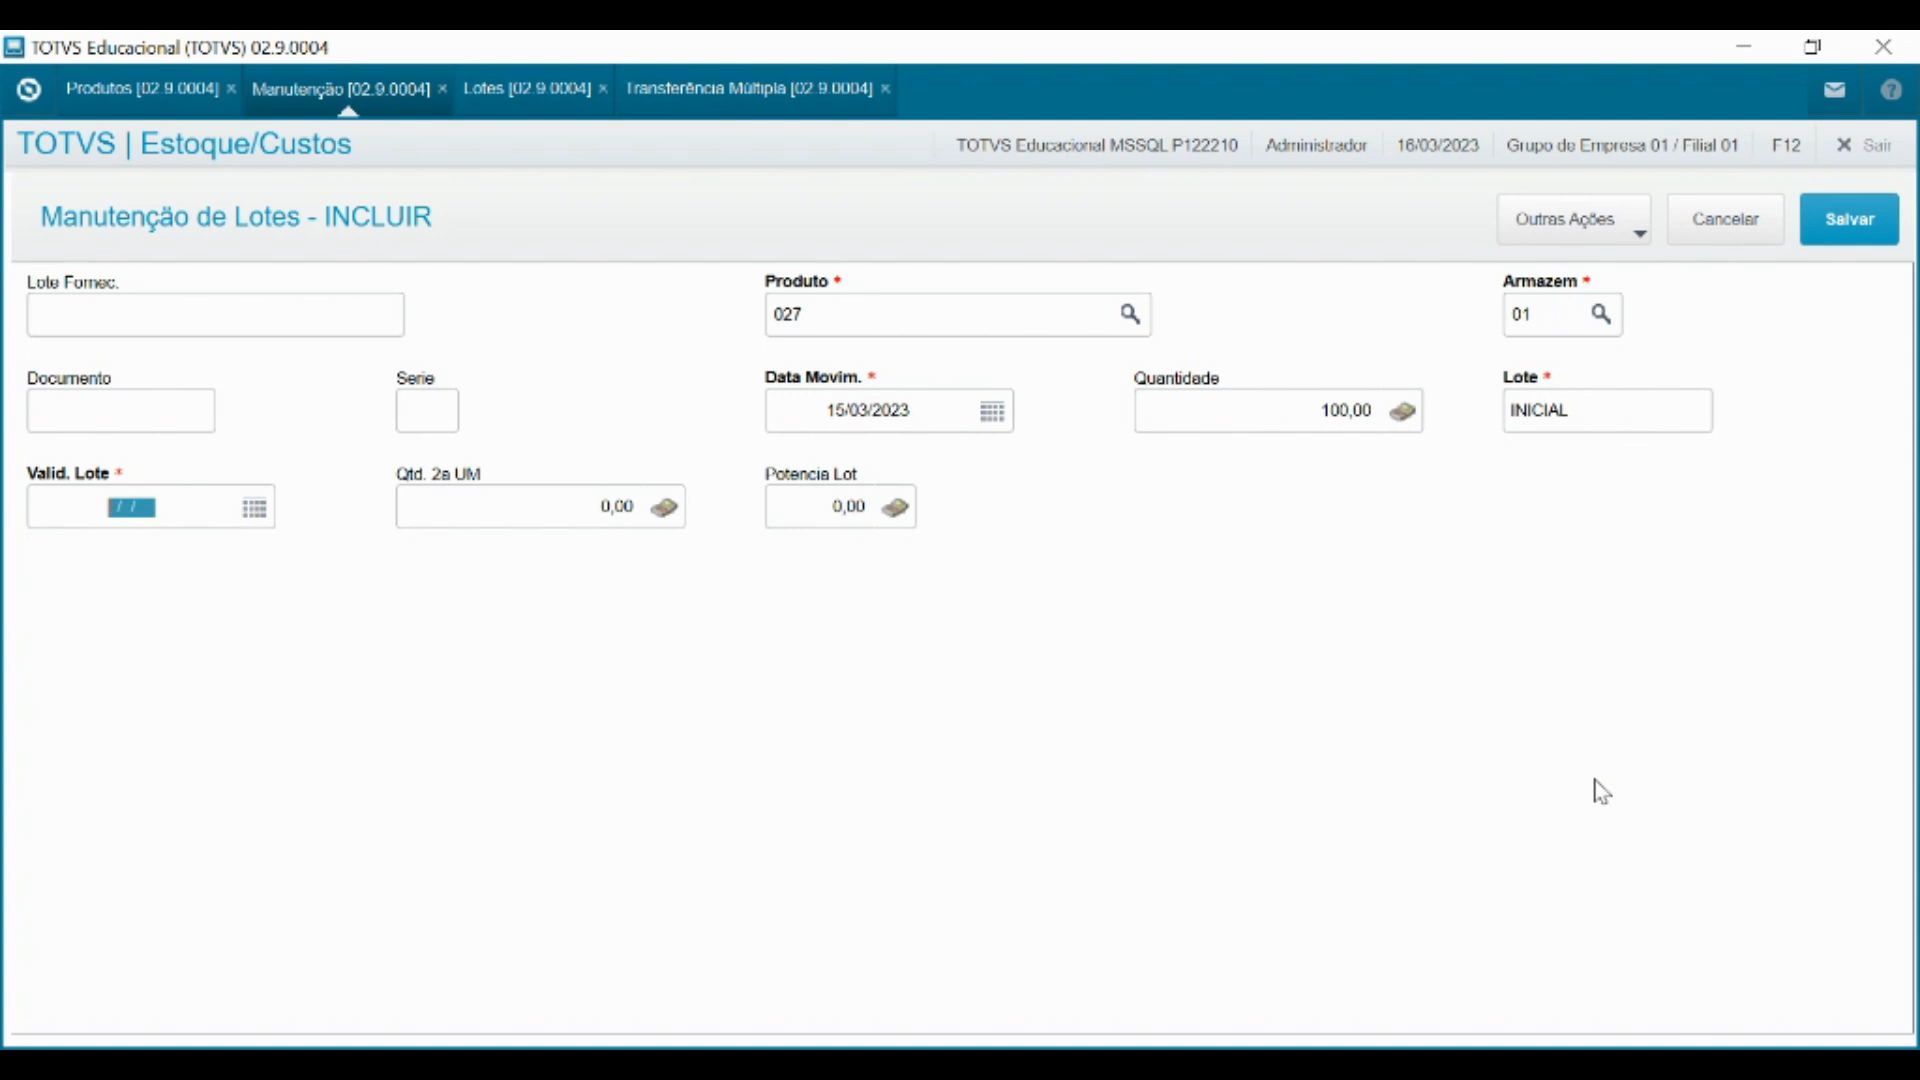 TOTVS Educacional (TOTVS) 02.9.0004
Produtos [02.9.0004] × Manutenção [02.9.0004] × Lotes [02.9.0004] × Transferência Múltipla [02.9.0004] ×
TOTVS | Estoque/Custos TOTVS Educacional MSSQL P122210 Administrador 16/03/2023 Grupo de Empresa 01 / Filial 01 F12 Sair
Manutenção de Lotes - INCLUIR Outras Ações Cancelar Salvar
Lote Fornec. Produto * Armazem *
027 01
Documento Serie Data Movim. * Quantidade Lote *
15/03/2023 100,00 INICIAL
Valid. Lote * Qtd. 2a UM Potencia Lot
/ / 0,00 0,00